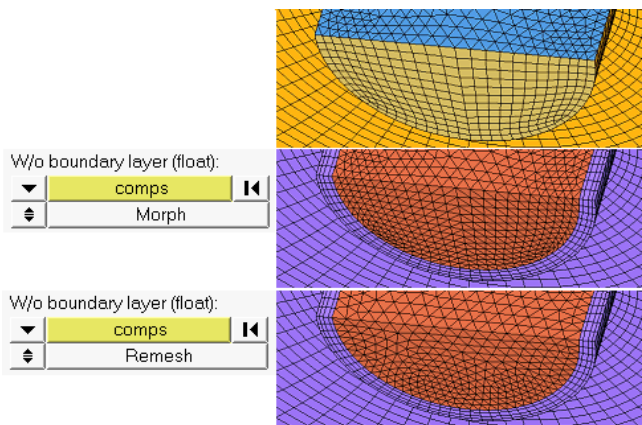 W/o boundary layer (float):
comps
Morph
W/o boundary layer (float):
comps
Remesh